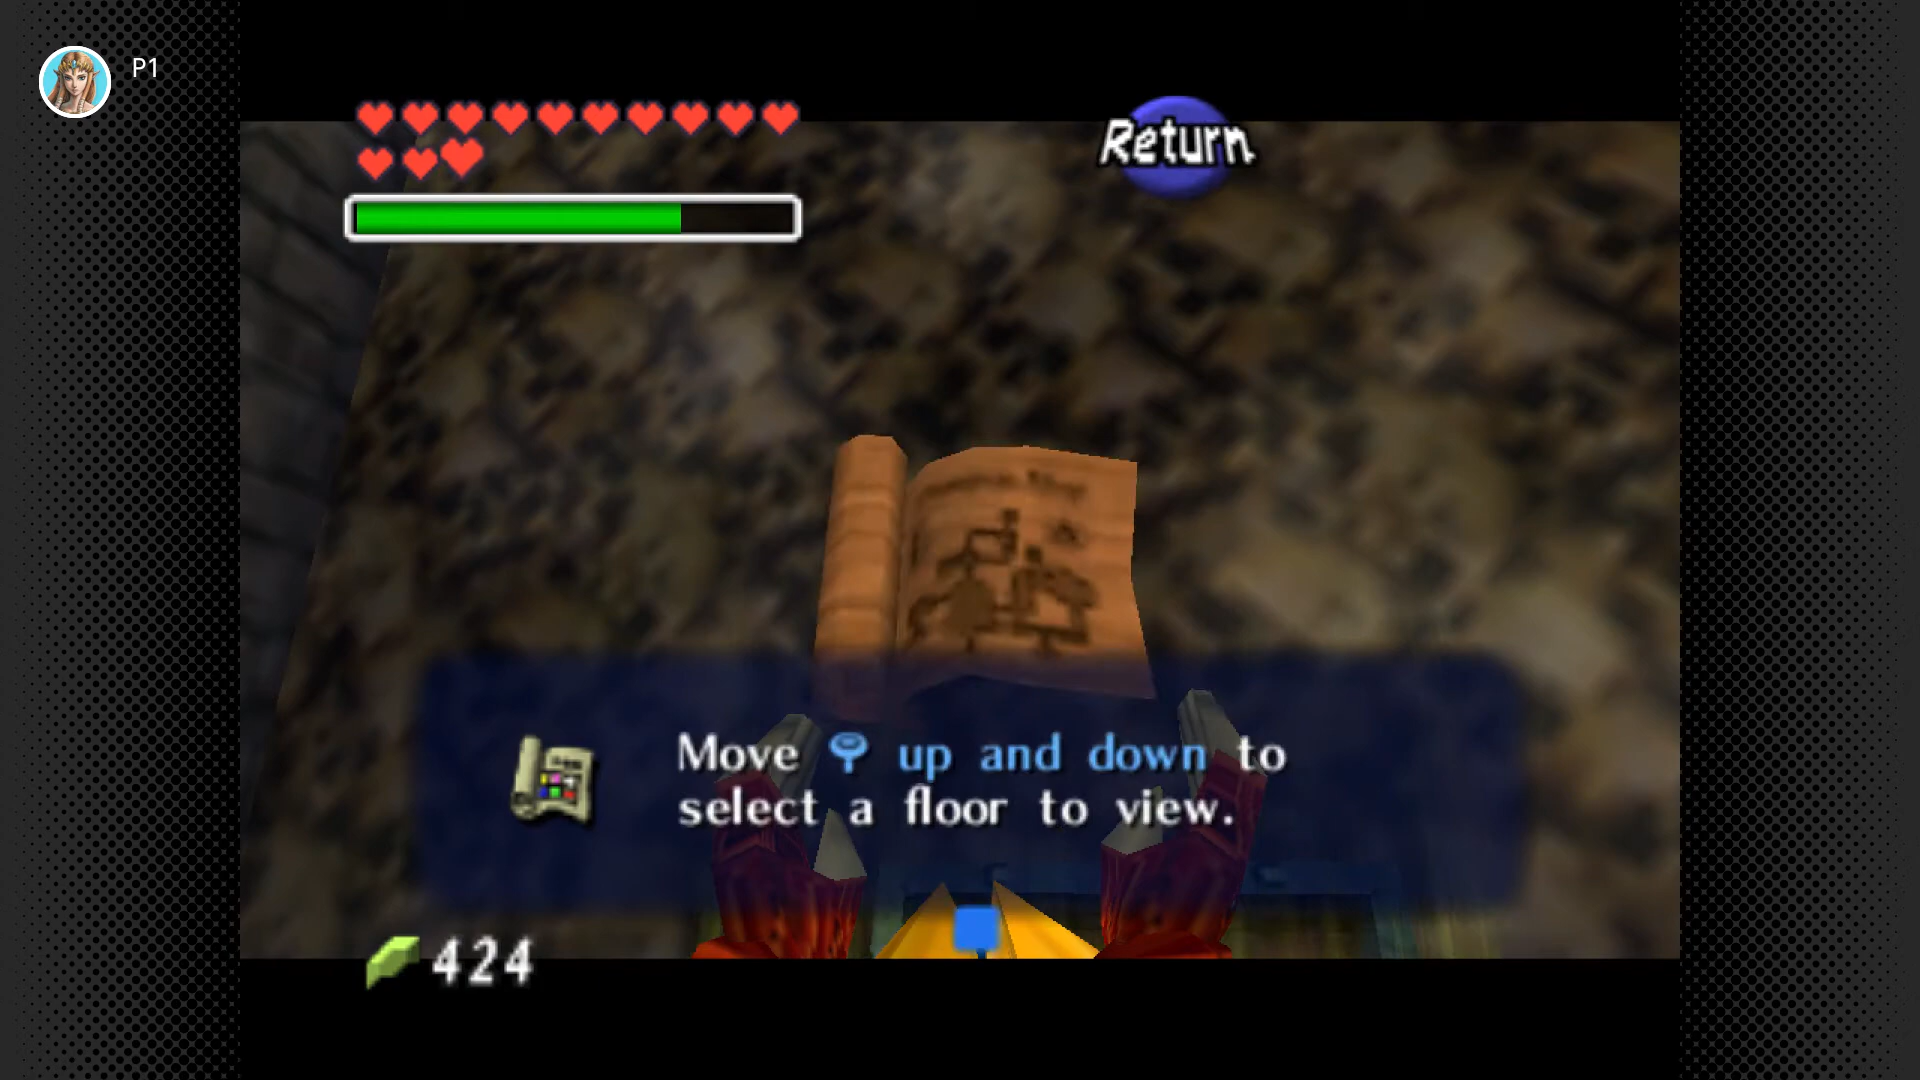 P1
Return
Move up and down to
select a floor to view.
424